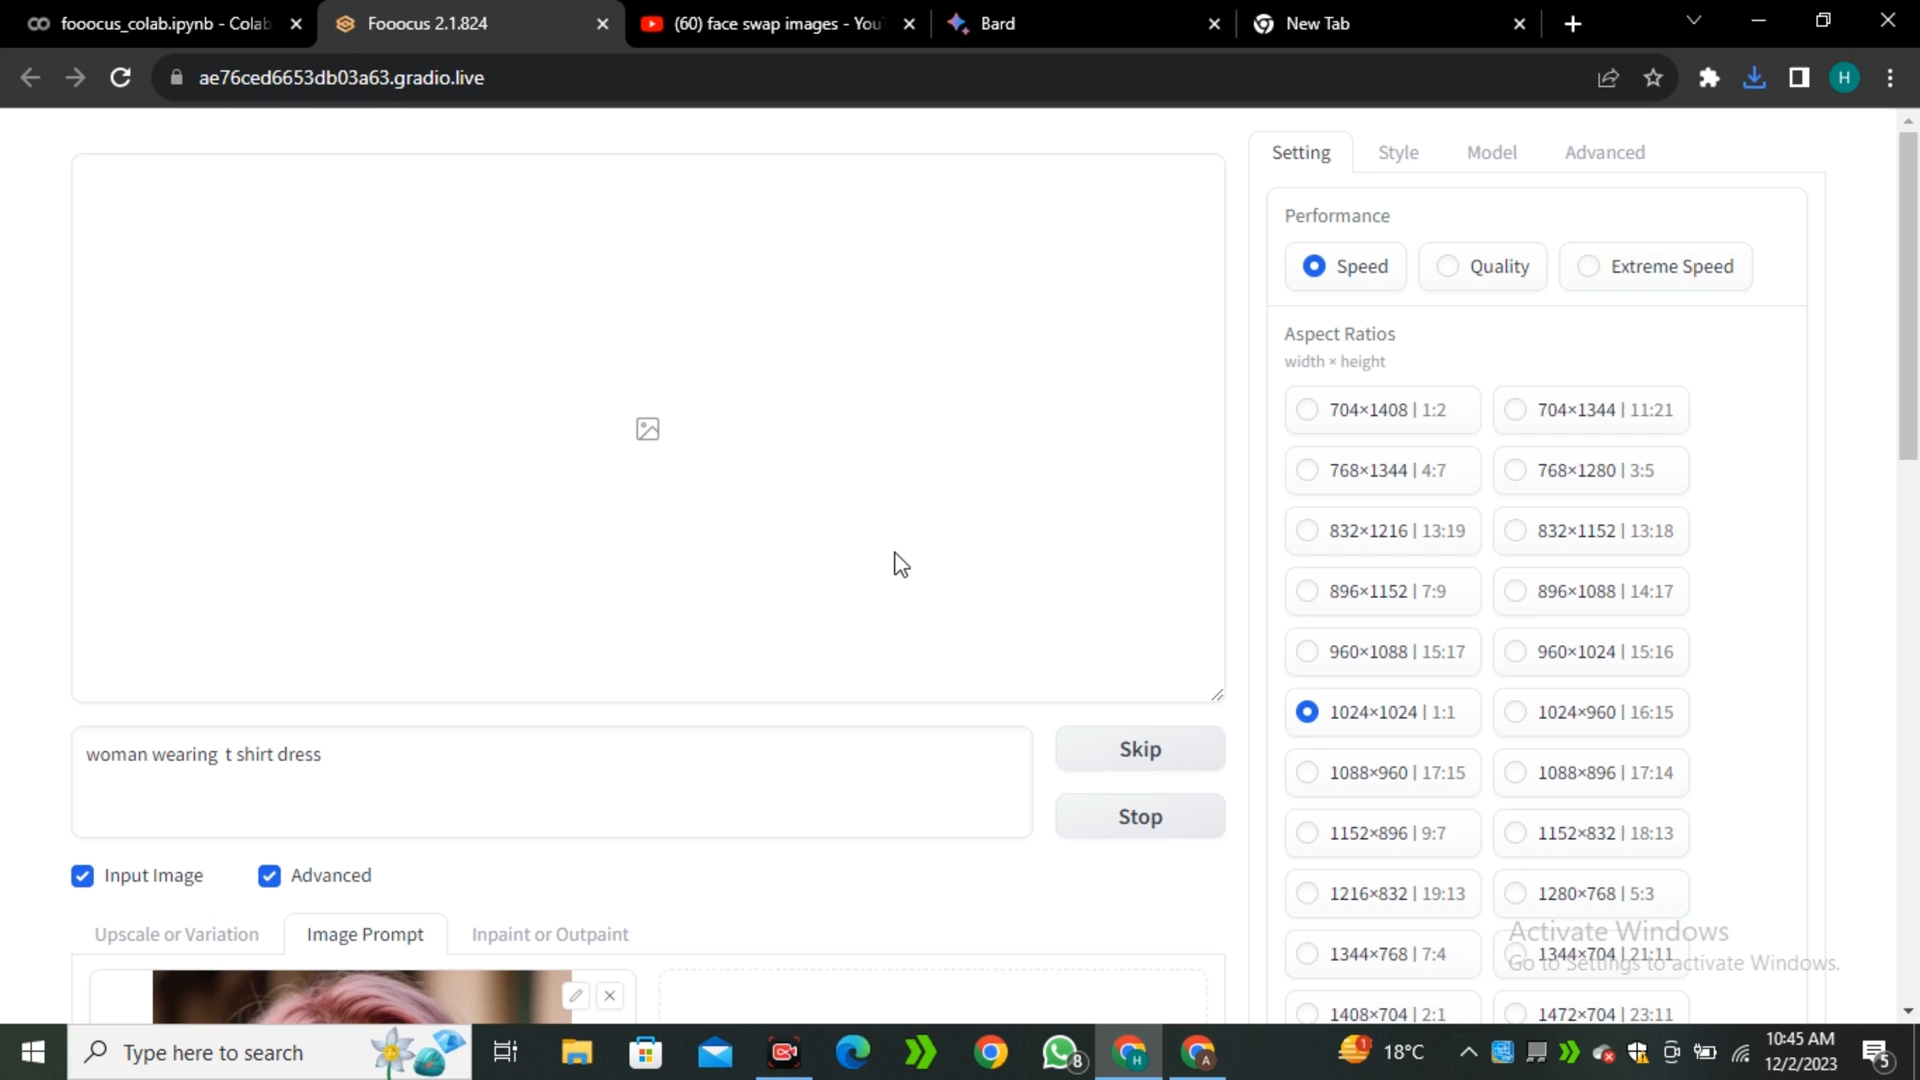 fooocus_colab.ipynb - Colab
Fooocus 2.1.824
(60) face swap images - You
Bard
New Tab
ae76ced6653db03a63.gradio.live
H
Setting Style Model Advanced
Performance
Speed Quality Extreme Speed
Aspect Ratios
width × height
704×1408 | 1:2 704×1344 | 11:21
768×1344 | 4:7 768×1280 | 3:5
832×1216 | 13:19 832×1152 | 13:18
896×1152 | 7:9 896×1088 | 14:17
960×1088 | 15:17 960×1024 | 15:16
1024×1024 | 1:1 1024×960 | 16:15
1088×960 | 17:15 1088×896 | 17:14
1152×896 | 9:7 1152×832 | 18:13
1216×832 | 19:13 1280×768 | 5:3
1344×768 | 7:4 1344×704 | 21:11
1408×704 | 2:1 1472×704 | 23:11
woman wearing t shirt dress
Skip
Stop
Input Image Advanced
Upscale or Variation Image Prompt Inpaint or Outpaint
Activate Windows
Go to Settings to activate Windows.
Type here to search
8
H
A
1
18°C
10:45 AM
12/2/2023
5